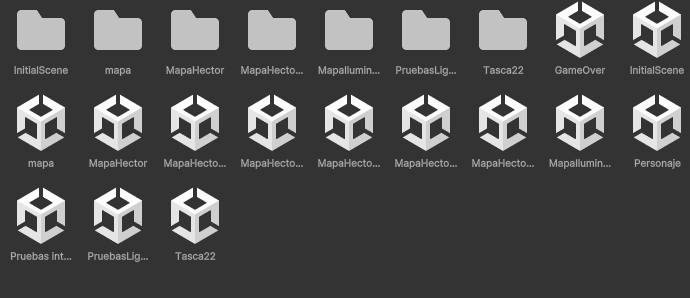 InitialScene mapa MapaHector MapaHecto... MapaIlumin... PruebasLig... Tasca22 GameOver InitialScene
mapa MapaHector MapaHecto... MapaHecto... MapaHecto... MapaHecto... MapaHecto... MapaIlumin... Personaje
Pruebas int... PruebasLig... Tasca22